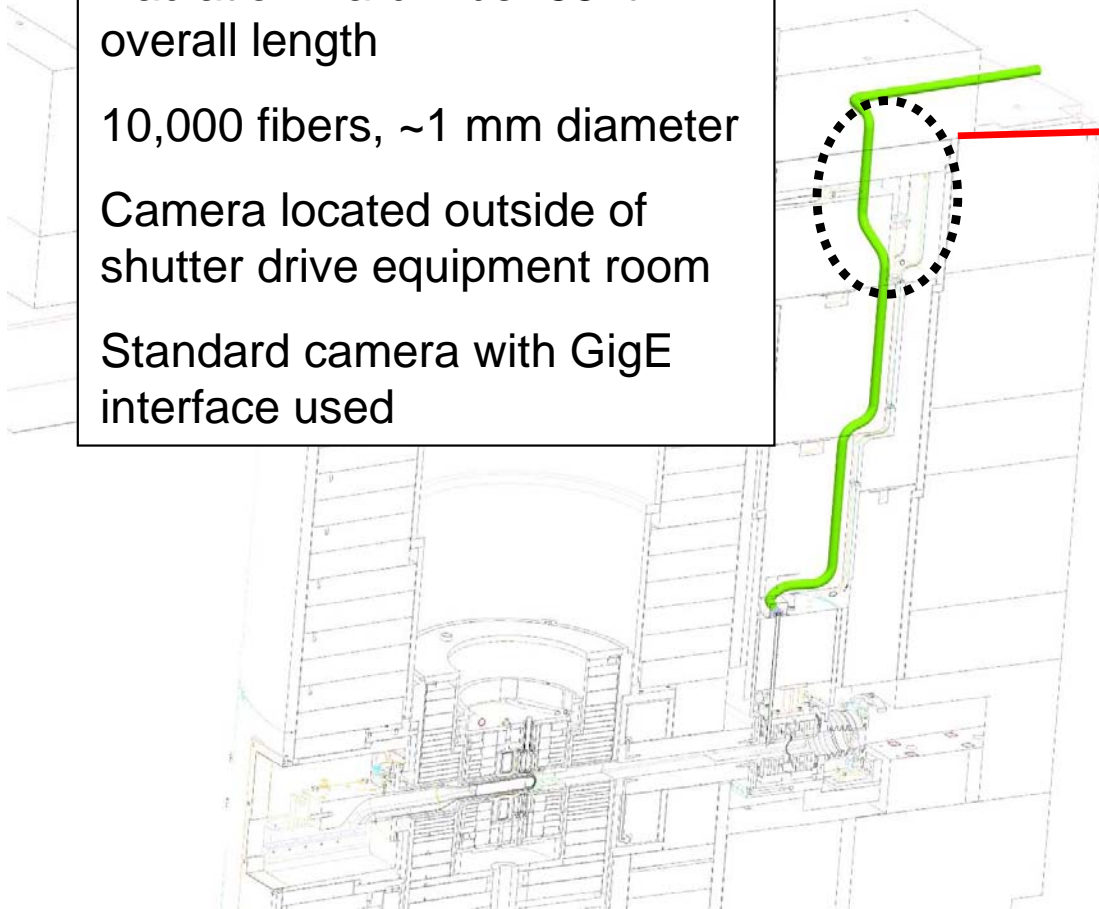 overall length
10,000 fibers, ~1 mm diameter
Camera located outside of
shutter drive equipment room
Standard camera with GigE
interface used